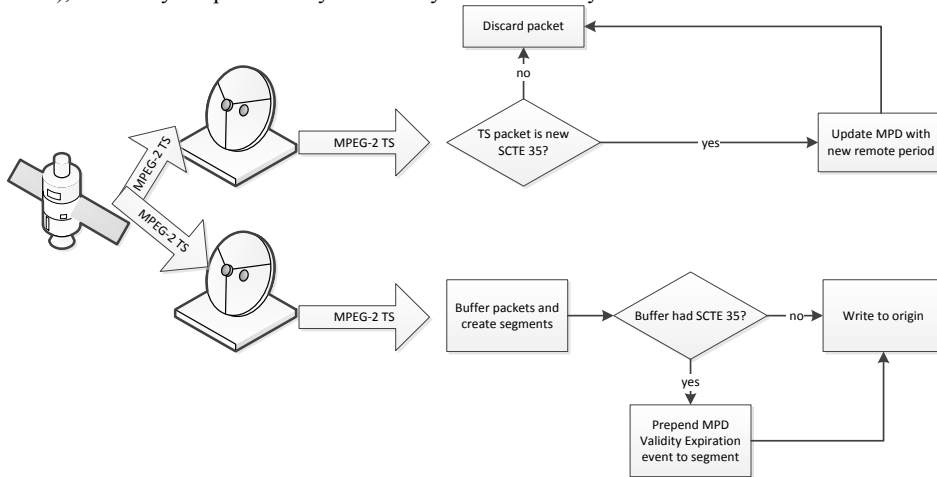 Discard packet
no
TS packet is new
SCTE 35?
yes
Update MPD with
new remote period
MPEG-2 TS
MPEG-2 TS
MPEG-2 TS
MPEG-2 TS
Buffer packets and
create segments
Buffer had SCTE 35?
no
Write to origin
yes
Prepend MPD
Validity Expiration
event to segment